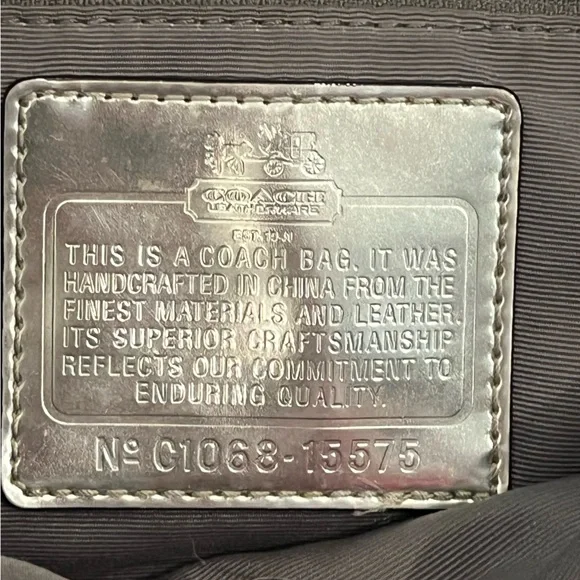 COACH
LEATHERWARE
EST. 1941
THIS IS A COACH BAG. IT WAS
HANDCRAFTED IN CHINA FROM THE
FINEST MATERIALS AND LEATHER.
ITS SUPERIOR CRAFTSMANSHIP
REFLECTS OUR COMMITMENT TO
ENDURING QUALITY.
Nº C1068-15575